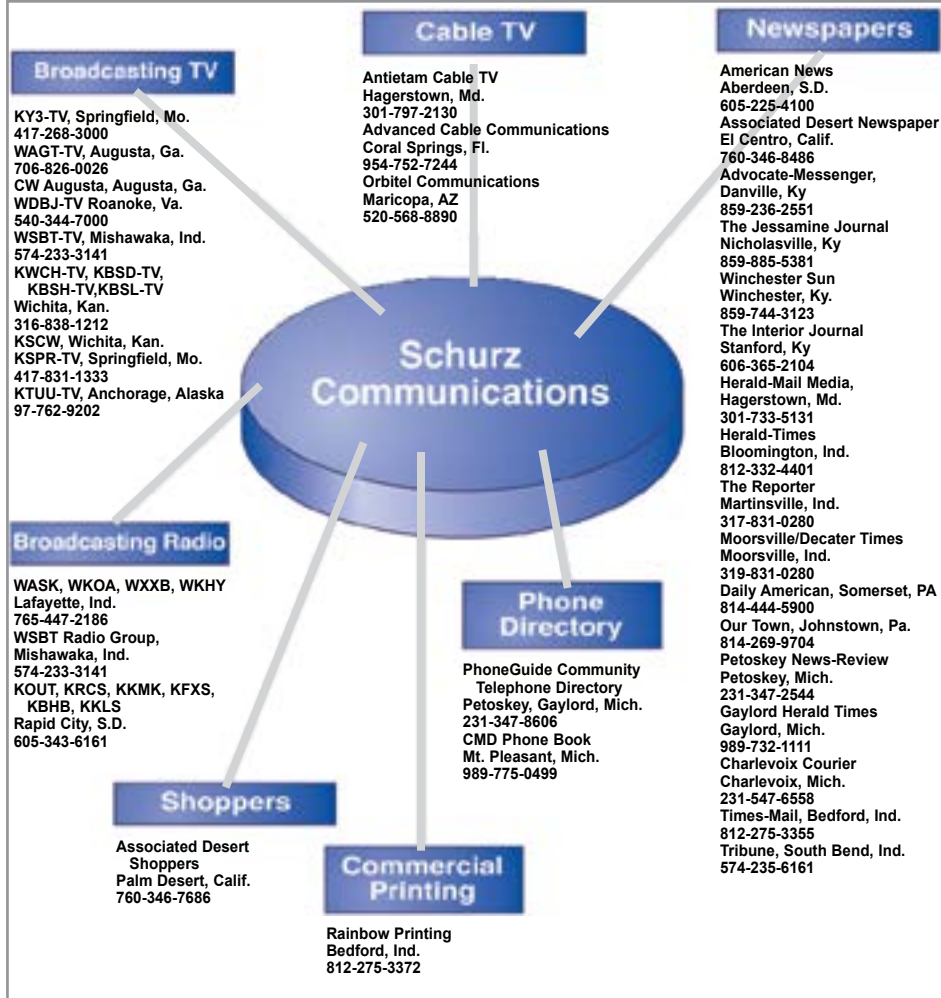 Broadcasting TV
KY3-TV, Springfield, Mo.
417-268-3000
WAGT-TV, Augusta, Ga.
706-826-0026
CW Augusta, Augusta, Ga.
WDBJ-TV Roanoke, Va.
540-344-7000
WSBT-TV, Mishawaka, Ind.
574-233-3141
KWCH-TV, KBSD-TV,
KBSH-TV,KBSL-TV
Wichita, Kan.
316-838-1212
KSCW, Wichita, Kan.
KSPR-TV, Springfield, Mo.
417-831-1333
KTUU-TV, Anchorage, Alaska
97-762-9202
Cable TV
Antietam Cable TV
Hagerstown, Md.
301-797-2130
Advanced Cable Communications
Coral Springs, Fl.
954-752-7244
Orbitel Communications
Maricopa, AZ
520-568-8890
Newspapers
American News
Aberdeen, S.D.
605-225-4100
Associated Desert Newspaper
El Centro, Calif.
760-346-8486
Advocate-Messenger,
Danville, Ky
859-236-2551
The Jessamine Journal
Nicholasville, Ky
859-885-5381
Winchester Sun
Winchester, Ky.
859-744-3123
The Interior Journal
Stanford, Ky
606-365-2104
Herald-Mail Media,
Hagerstown, Md.
301-733-5131
Herald-Times
Bloomington, Ind.
812-332-4401
The Reporter
Martinsville, Ind.
317-831-0280
Moorsville/Decater Times
Moorsville, Ind.
319-831-0280
Daily American, Somerset, PA
814-444-5900
Our Town, Johnstown, Pa.
814-269-9704
Petoskey News-Review
Petoskey, Mich.
231-347-2544
Gaylord Herald Times
Gaylord, Mich.
989-732-1111
Charlevoix Courier
Charlevoix, Mich.
231-547-6558
Times-Mail, Bedford, Ind.
812-275-3355
Tribune, South Bend, Ind.
574-235-6161
Schurz
Communications
Broadcasting Radio
WASK, WKOA, WXXB, WKHY
Lafayette, Ind.
765-447-2186
WSBT Radio Group,
Mishawaka, Ind.
574-233-3141
KOUT, KRCS, KKMK, KFXS,
KBHB, KKLS
Rapid City, S.D.
605-343-6161
Phone
Directory
PhoneGuide Community
Telephone Directory
Petoskey, Gaylord, Mich.
231-347-8606
CMD Phone Book
Mt. Pleasant, Mich.
989-775-0499
Shoppers
Associated Desert
Shoppers
Palm Desert, Calif.
760-346-7686
Commercial
Printing
Rainbow Printing
Bedford, Ind.
812-275-3372